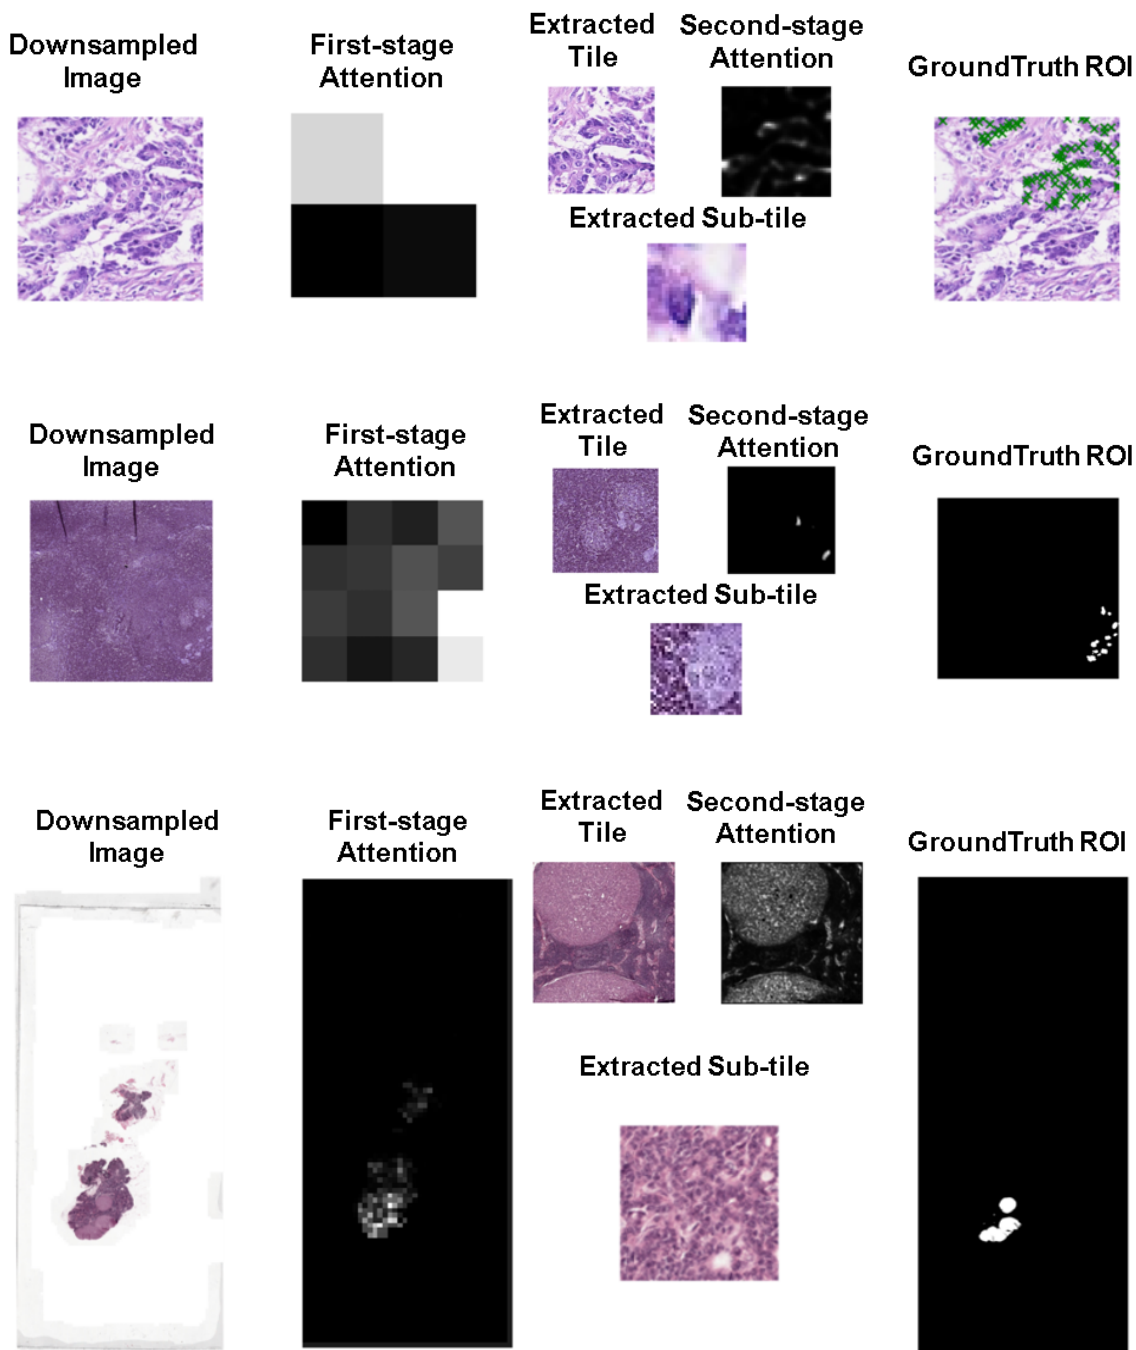 Downsampled
Image
First-stage
Attention
Extracted
Tile
Second-stage
Attention
GroundTruth ROI
Extracted Sub-tile
Downsampled
Image
First-stage
Attention
Extracted
Tile
Second-stage
Attention
GroundTruth ROI
Extracted Sub-tile
Downsampled
Image
First-stage
Attention
Extracted
Tile
Second-stage
Attention
GroundTruth ROI
Extracted Sub-tile